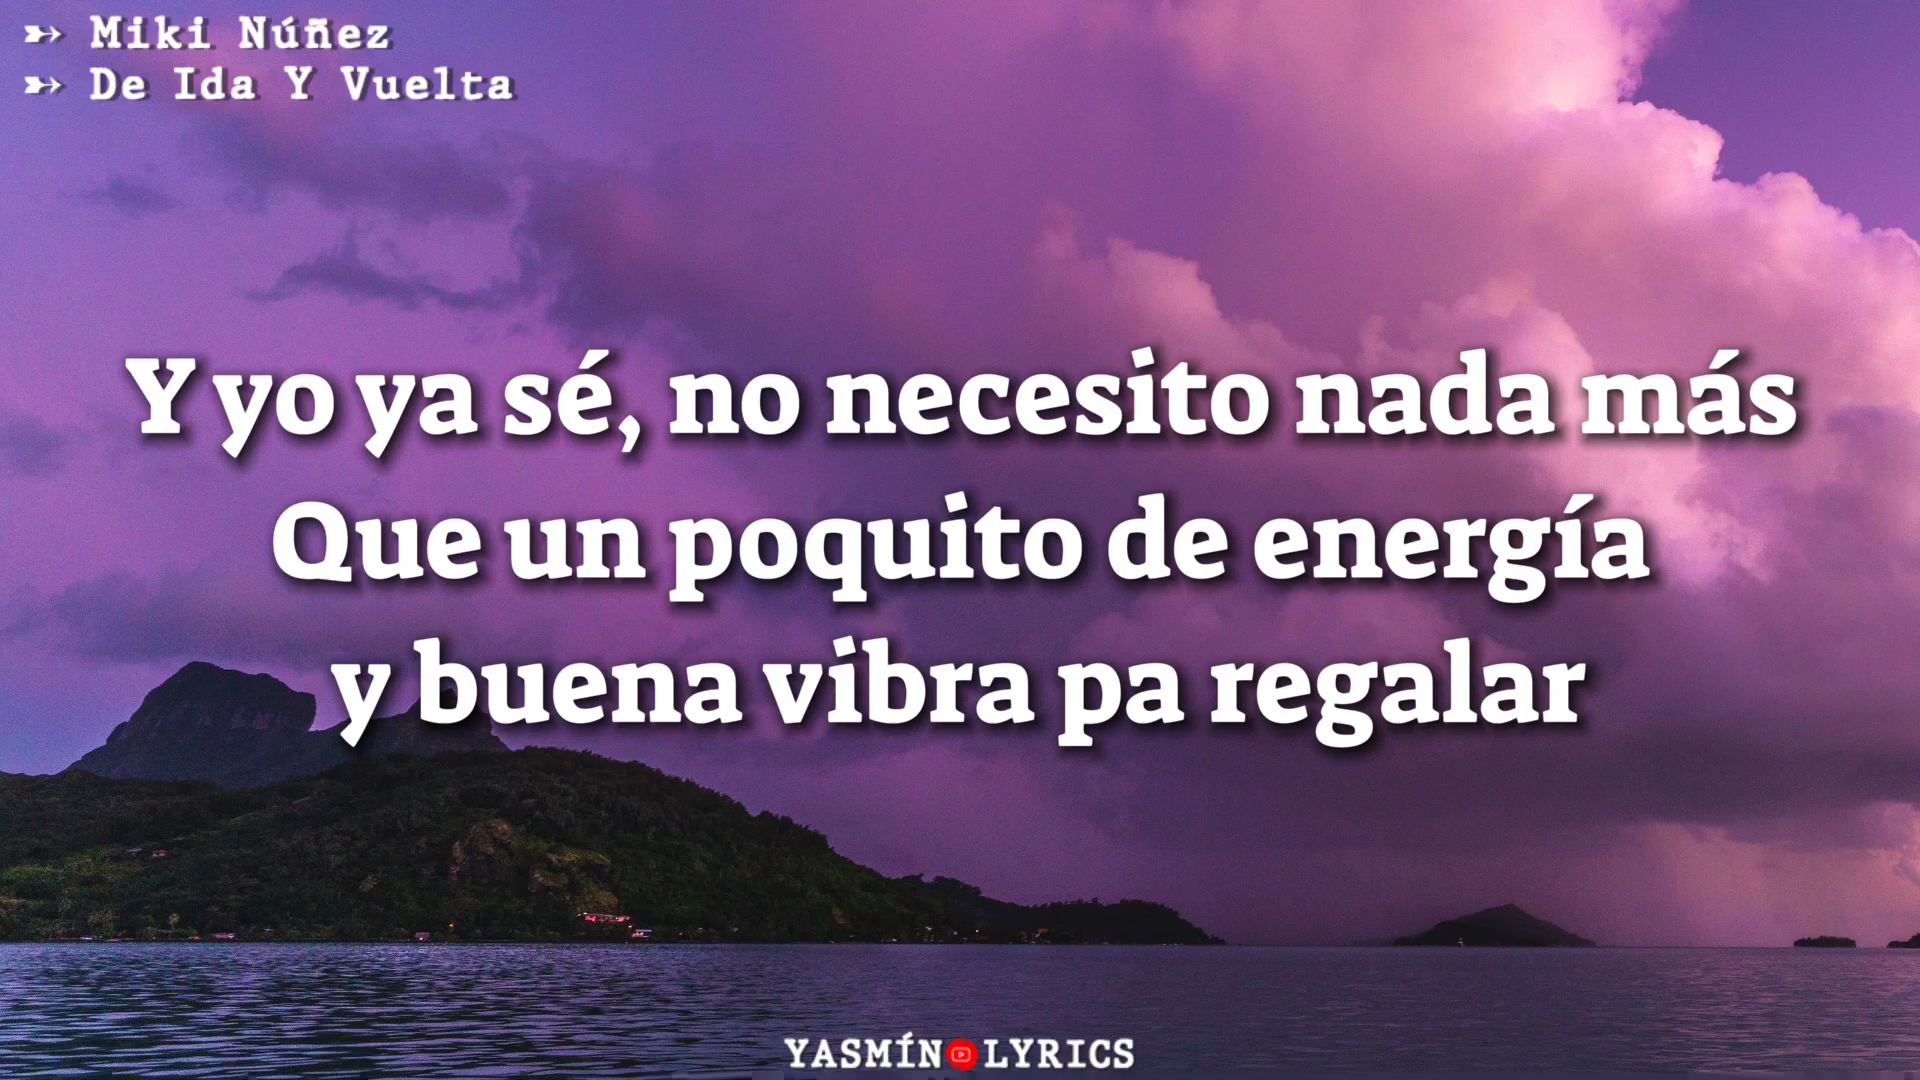 ➳ Miki Núñez
➳ De Ida Y Vuelta
Y yo ya sé, no necesito nada más
Que un poquito de energía
y buena vibra pa regalar
YASMÍN LYRICS